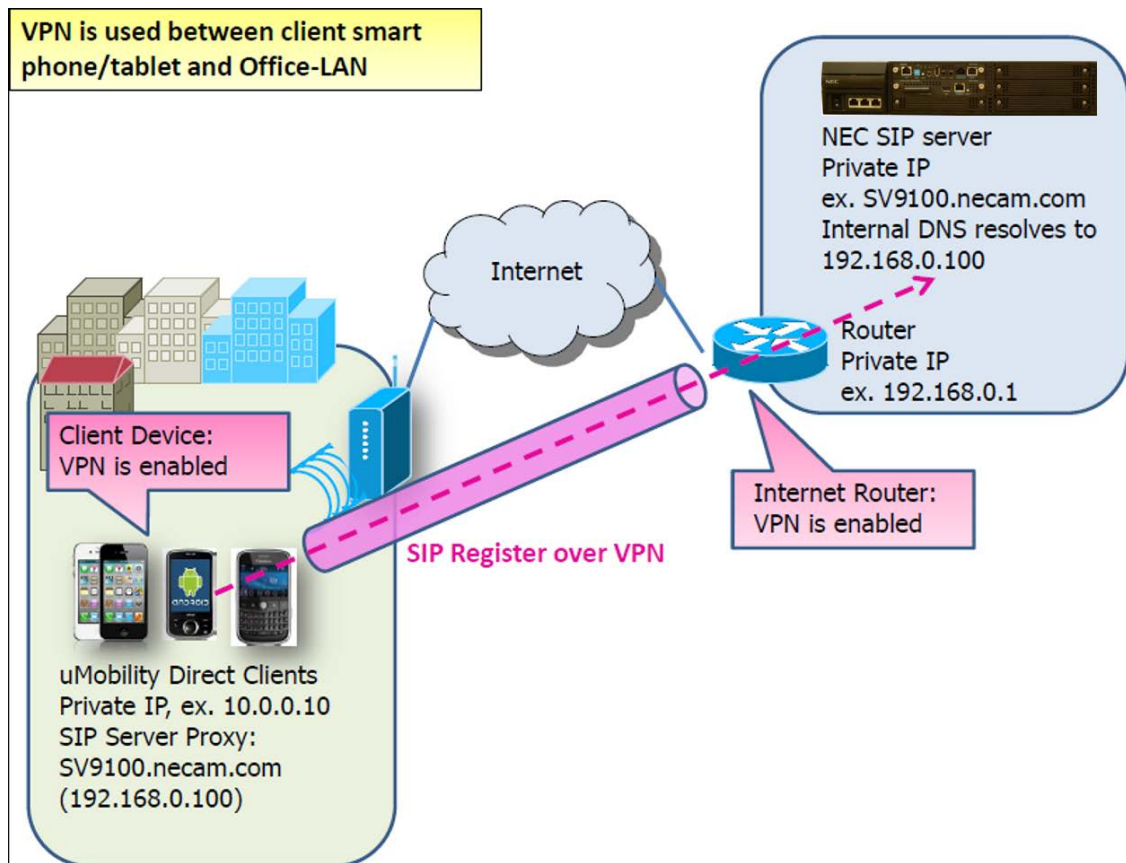 VPN is used between client smart
phone/tablet and Office-LAN
NEC
NEC SIP server
Private IP
ex. SV9100.necam.com
Internal DNS resolves to
192.168.0.100
Internet
Router
Private IP
ex. 192.168.0.1
Client Device:
VPN is enabled
Internet Router:
VPN is enabled
SIP Register over VPN
ANDROID
uMobility Direct Clients
Private IP, ex. 10.0.0.10
SIP Server Proxy:
SV9100.necam.com
(192.168.0.100)